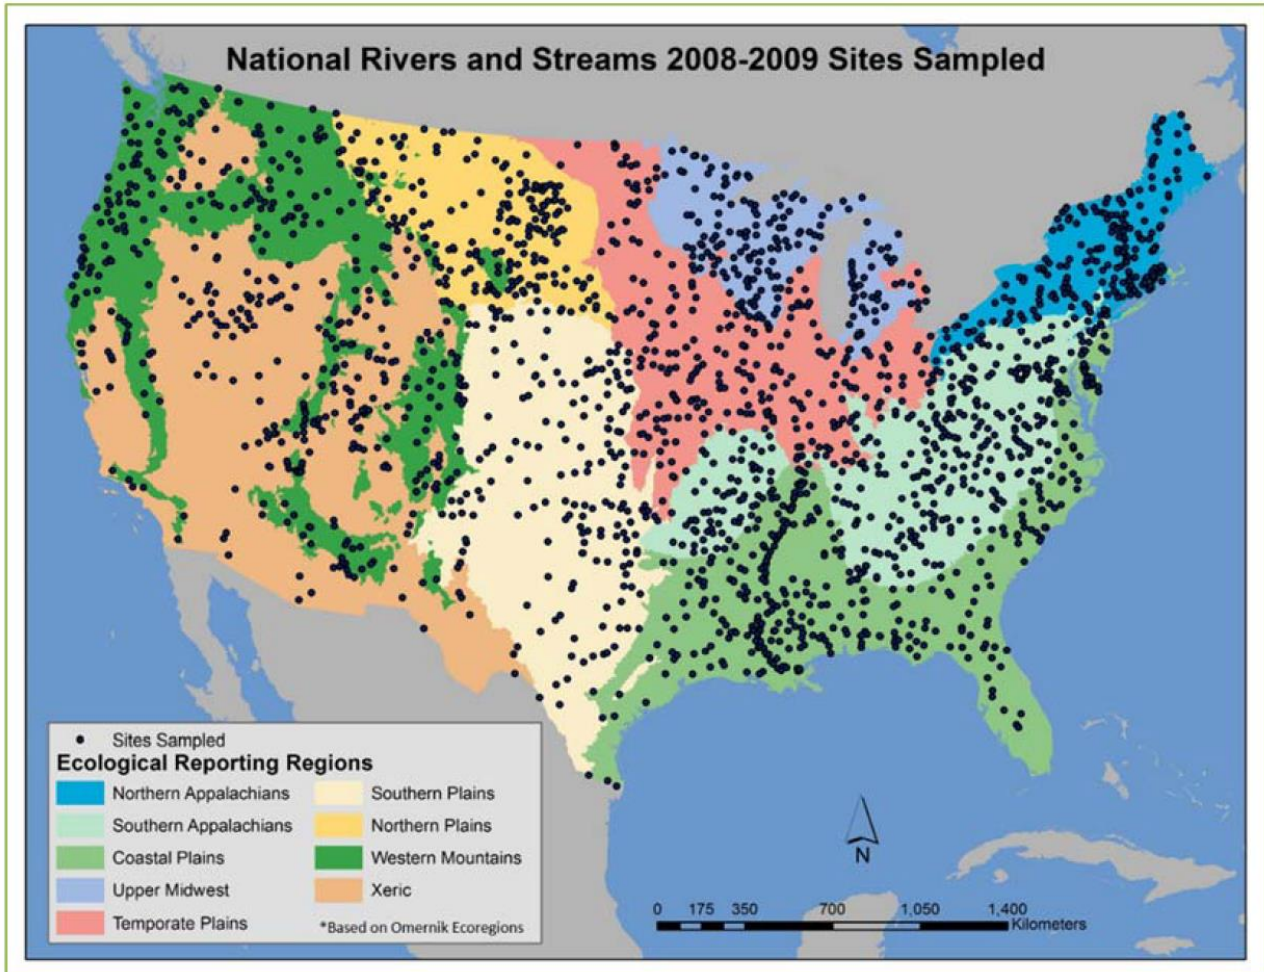 National Rivers and Streams 2008-2009 Sites Sampled
Sites Sampled
Ecological Reporting Regions
Northern Appalachians
Southern Appalachians
Coastal Plains
Upper Midwest
Temporate Plains
Southern Plains
Northern Plains
Western Mountains
Xeric
*Based on Omernik Ecoregions
N
0 175 350 700 1,050 1,400
Kilometers